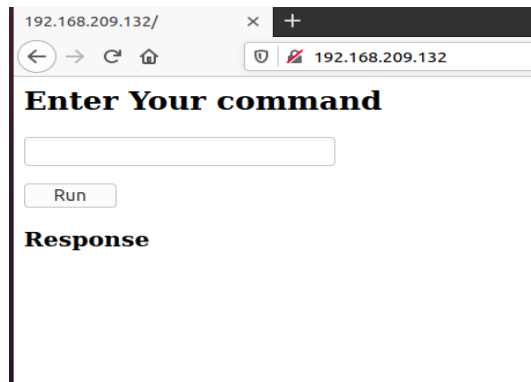 192.168.209.132/
192.168.209.132
Enter Your command
Run
Response